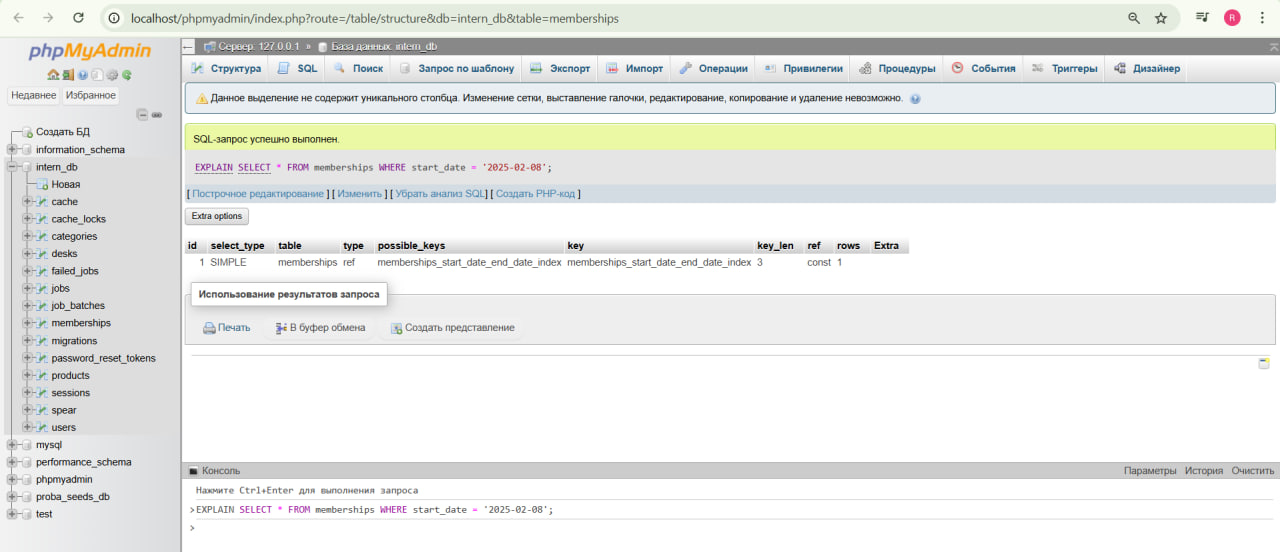 localhost/phpmyadmin/index.php?route=/table/structure&db=intern_db&table=memberships
R
phpMyAdmin
Недавнее Избранное
Создать БД
information_schema
intern_db
Новая
cache
cache_locks
categories
desks
failed_jobs
jobs
job_batches
memberships
migrations
password_reset_tokens
products
sessions
spear
users
mysql
performance_schema
phpmyadmin
proba_seeds_db
test
Сервер: 127.0.0.1 » База данных: intern_db
Структура SQL Поиск Запрос по шаблону Экспорт Импорт Операции Привилегии Процедуры События Триггеры Дизайнер
Данное выделение не содержит уникального столбца. Изменение сетки, выставление галочки, редактирование, копирование и удаление невозможно.
SQL-запрос успешно выполнен.
EXPLAIN SELECT * FROM memberships WHERE start_date = '2025-02-08';
[ Построчное редактирование ] [ Изменить ] [ Убрать анализ SQL] [ Создать PHP-код ]
Extra options
id select_type table type possible_keys key key_len ref rows Extra
1 SIMPLE memberships ref memberships_start_date_end_date_index memberships_start_date_end_date_index 3 const 1
Использование результатов запроса
Печать В буфер обмена Создать представление
Консоль Параметры История Очистить
Нажмите Ctrl+Enter для выполнения запроса
>EXPLAIN SELECT * FROM memberships WHERE start_date = '2025-02-08';
>